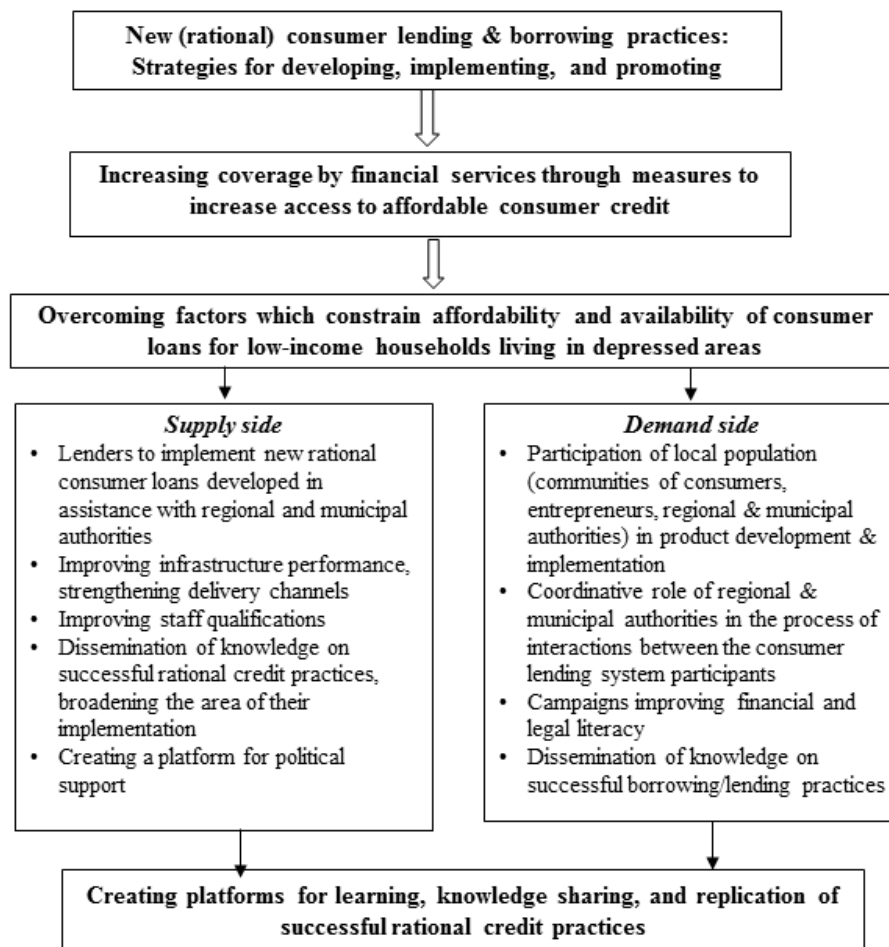 New (rational) consumer lending & borrowing practices:
Strategies for developing, implementing, and promoting
Increasing coverage by financial services through measures to
increase access to affordable consumer credit
Overcoming factors which constrain affordability and availability of consumer
loans for low-income households living in depressed areas
Supply side
• Lenders to implement new rational
consumer loans developed in
assistance with regional and municipal
authorities
• Improving infrastructure performance,
strengthening delivery channels
• Improving staff qualifications
• Dissemination of knowledge on
successful rational credit practices,
broadening the area of their
implementation
• Creating a platform for political
support
Demand side
• Participation of local population
(communities of consumers,
entrepreneurs, regional & municipal
authorities) in product development &
implementation
• Coordinative role of regional &
municipal authorities in the process of
interactions between the consumer
lending system participants
• Campaigns improving financial and
legal literacy
• Dissemination of knowledge on
successful borrowing/lending practices
Creating platforms for learning, knowledge sharing, and replication of
successful rational credit practices